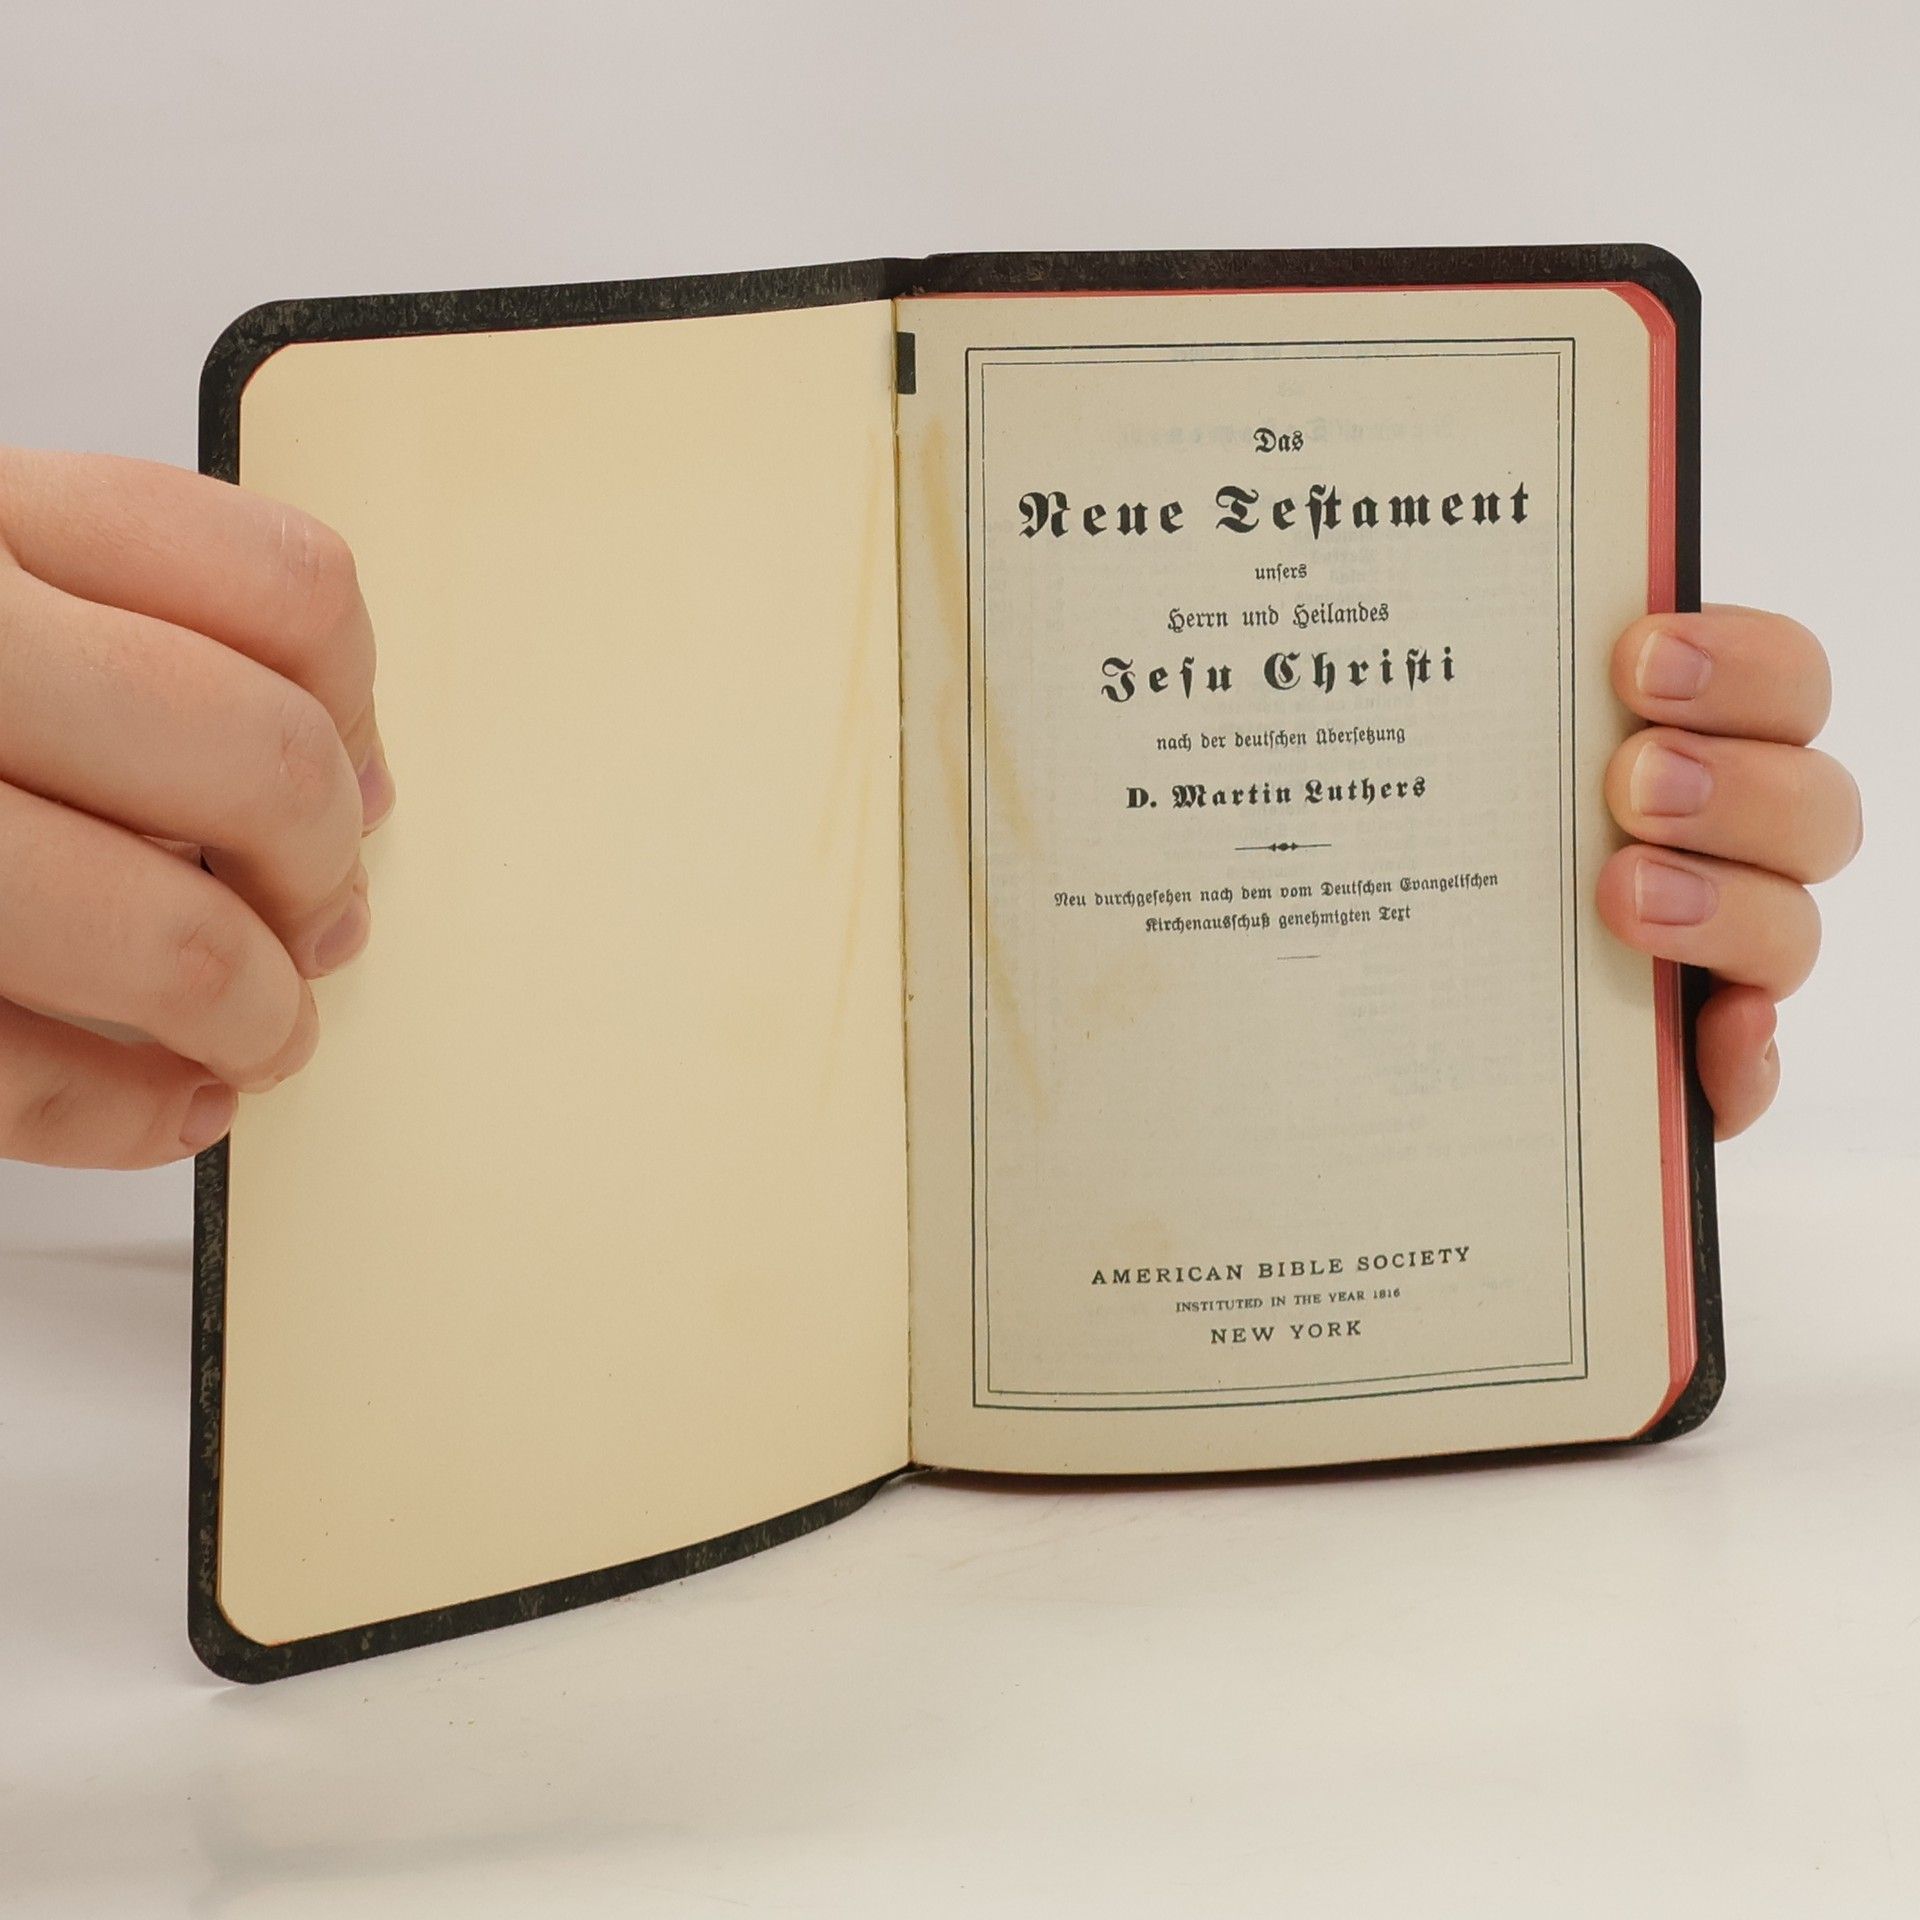 Das
Neue Testament
unsers
Herrn und Heilandes
Jesu Christi
nach der deutschen Übersetzung
D. Martin Luthers
Neu durchgesehen nach dem vom Deutschen Evangelischen
Kirchenausschuß genehmigten Text
AMERICAN BIBLE SOCIETY
INSTITUTED IN THE YEAR 1816
NEW YORK